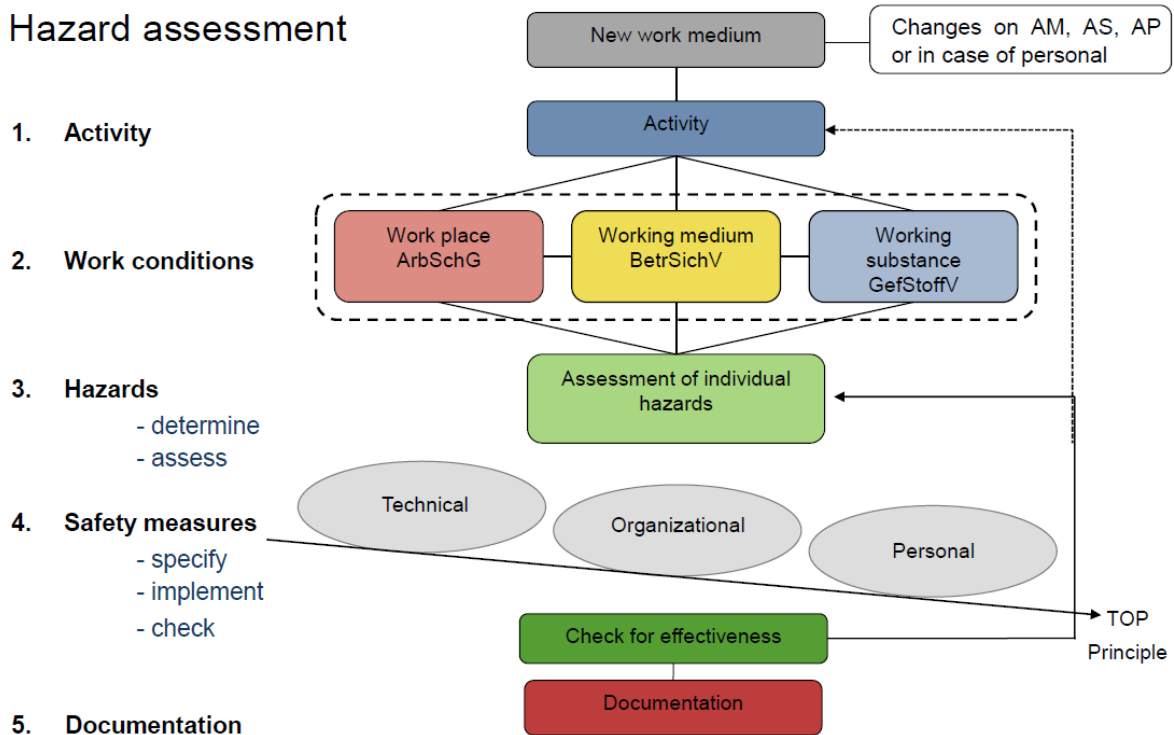 Hazard assessment
New work medium
Changes on AM, AS, AP
or in case of personal
1. Activity
Activity
2. Work conditions
Work place
ArbSchG
Working medium
BetrSichV
Working
substance
GefStoffV
3. Hazards
- determine
- assess
Assessment of individual
hazards
4. Safety measures
- specify
- implement
- check
Technical
Organizational
Personal
TOP
Principle
Check for effectiveness
Documentation
5. Documentation